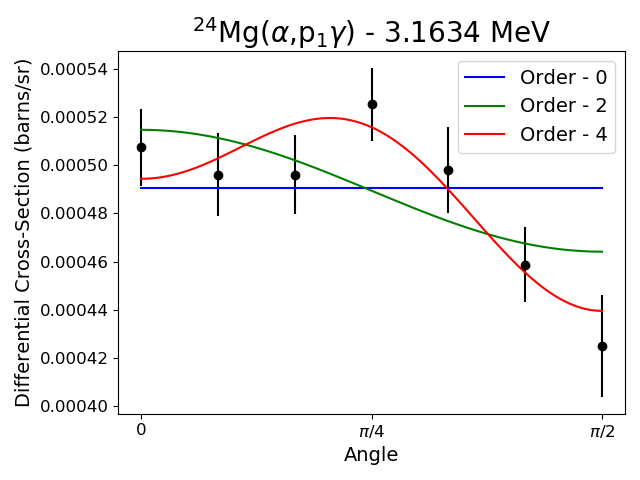 ²⁴Mg(α,p₁γ) - 3.1634 MeV
Differential Cross-Section (barns/sr)
0.00054
0.00052
0.00050
0.00048
0.00046
0.00044
0.00042
0.00040
Order - 0
Order - 2
Order - 4
0 π/4 π/2
Angle